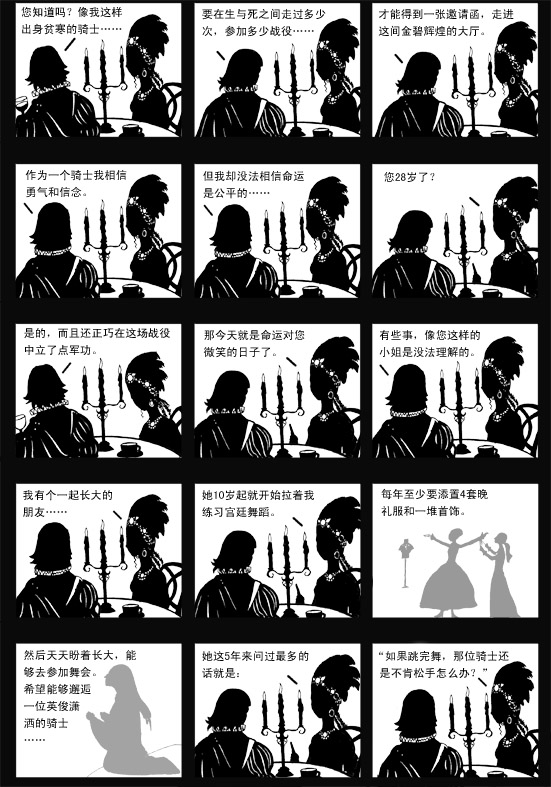 您知道吗？像我这样
出身贫寒的骑士……
要在生与死之间走过多少
次，参加多少战役……
才能得到一张邀请函，走进
这间金碧辉煌的大厅。
作为一个骑士我相信
勇气和信念。
但我却没法相信命运
是公平的……
您28岁了？
是的，而且还正巧在这场战役
中立了点军功。
那今天就是命运对您
微笑的日子了。
有些事，像您这样的
小姐是没法理解的。
我有个一起长大的
朋友……
她10岁起就开始拉着我
练习宫廷舞蹈。
每年至少要添置4套晚
礼服和一堆首饰。
然后天天盼着长大，能
够去参加舞会。
希望能够邂逅
一位英俊潇
洒的骑士
……
她这5年来问过最多的
话就是：
“如果跳完舞，那位骑士还
是不肯松手怎么办？”